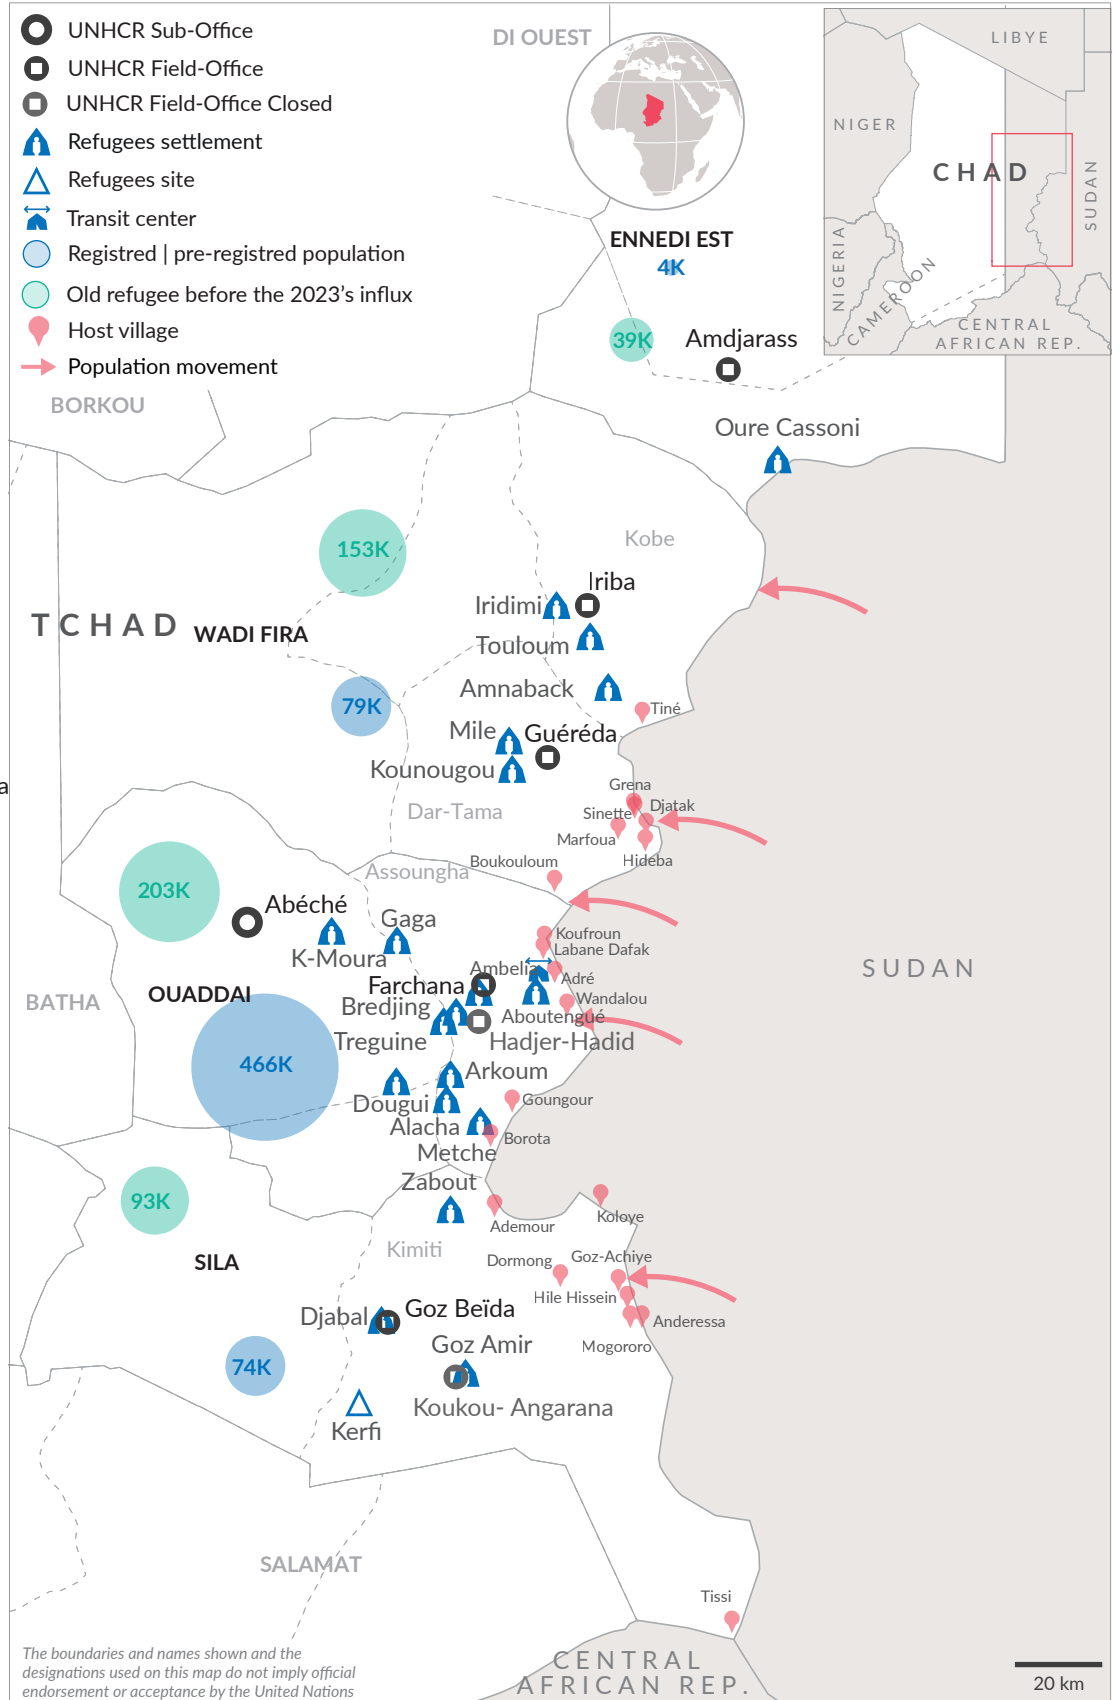 UNHCR Sub-Office
UNHCR Field-Office
UNHCR Field-Office Closed
Refugees settlement
Refugees site
Transit center
Registred | pre-registred population
Old refugee before the 2023's influx
Host village
Population movement
DI OUEST
LIBYE
NIGER
CHAD
SUDAN
NIGERIA
CAMEROON
CENTRAL
AFRICAN REP.
ENNEDI EST
4K
39K
Amdjarass
BORKOU
Oure Cassoni
153K
Kobe
Iriba
Iridimi
TCHAD
WADI FIRA
Touloum
Amnaback
79K
Tiné
Mile
Guéréda
Kounougou
a
Grena
Djatak
Sinette
Dar-Tama
Marfoua
Hideba
Boukouloum
Assoungha
203K
Abéché
Gaga
Koufroun
Labane Dafak
K-Moura
Ambelia
Adré
SUDAN
Farchana
OUADDAI
BATHA
Wandalou
Bredjing
Aboutengué
Treguine
Hadjer-Hadid
466K
Arkoum
Dougui
Goungour
Alacha
Borota
Metche
Zabout
93K
Koloye
Ademour
Kimiti
Dormong
Goz-Achiye
SILA
Hile Hissein
Djabal
Goz Beïda
Anderessa
Goz Amir
Mogororo
74K
Koukou- Angarana
Kerfi
SALAMAT
Tissi
The boundaries and names shown and the
designations used on this map do not imply official
endorsement or acceptance by the United Nations
CENTRAL
AFRICAN REP.
20 km